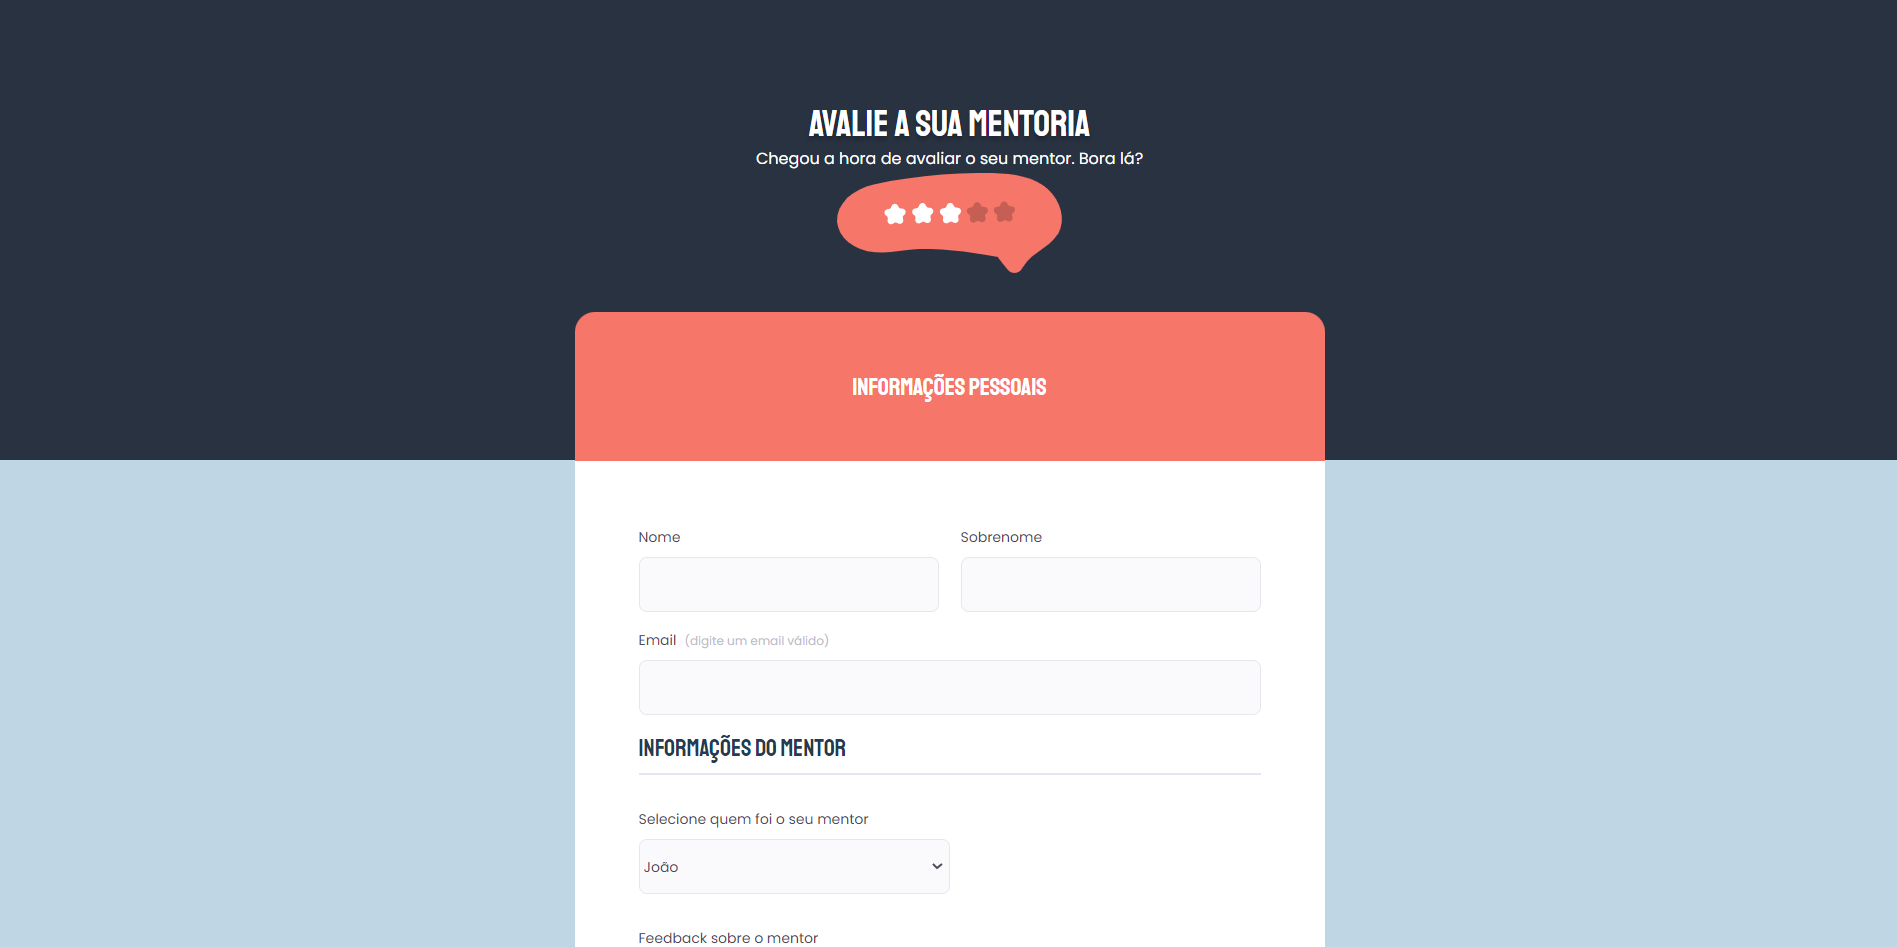 AVALIE A SUA MENTORIA
Chegou a hora de avaliar o seu mentor. Bora lá?
INFORMAÇÕES PESSOAIS
Nome
Sobrenome
Email (digite um email válido)
INFORMAÇÕES DO MENTOR
Selecione quem foi o seu mentor
João
Feedback sobre o mentor